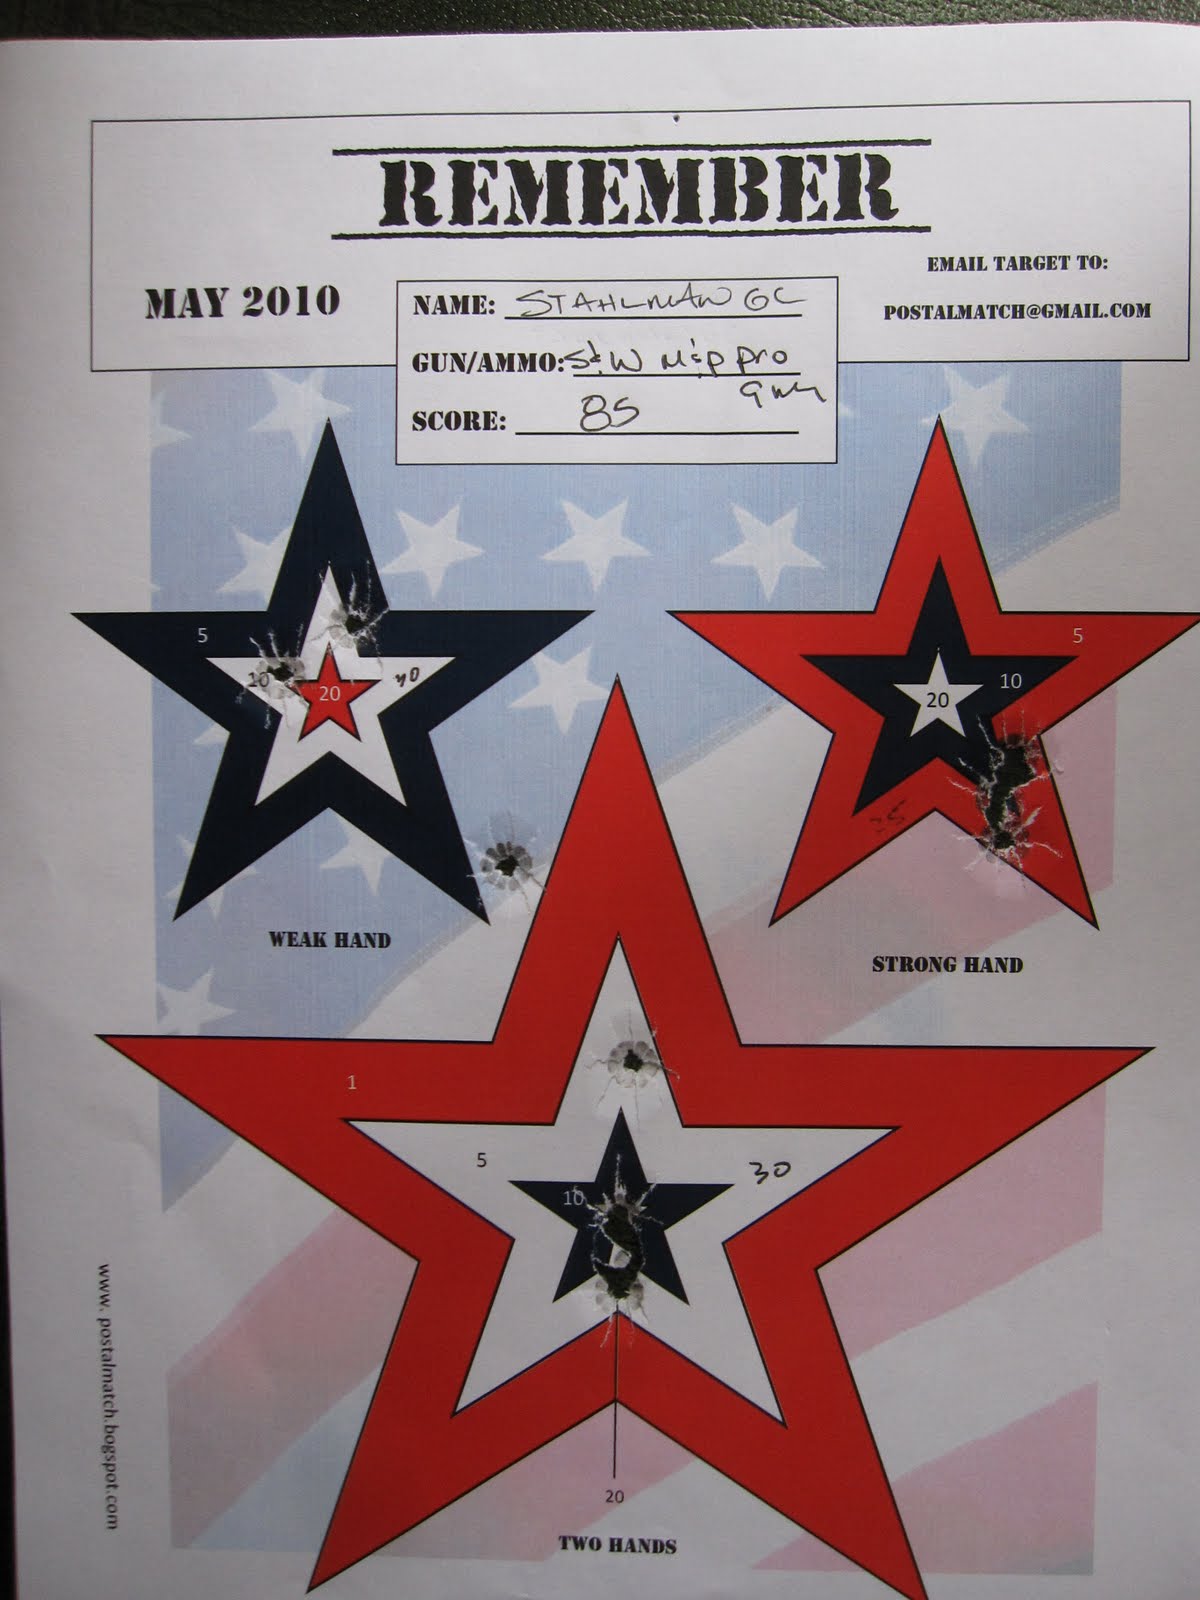 REMEMBER
EMAIL TARGET TO:
MAY 2010
NAME: STAHLMAN GC
POSTALMATCH@GMAIL.COM
GUN/AMMO: S&W M&P PRO
9mm
SCORE: 85
5
10
20
40
5
10
20
35
WEAK HAND
STRONG HAND
1
5
10
30
20
TWO HANDS
www. postalmatch.bogspot.com